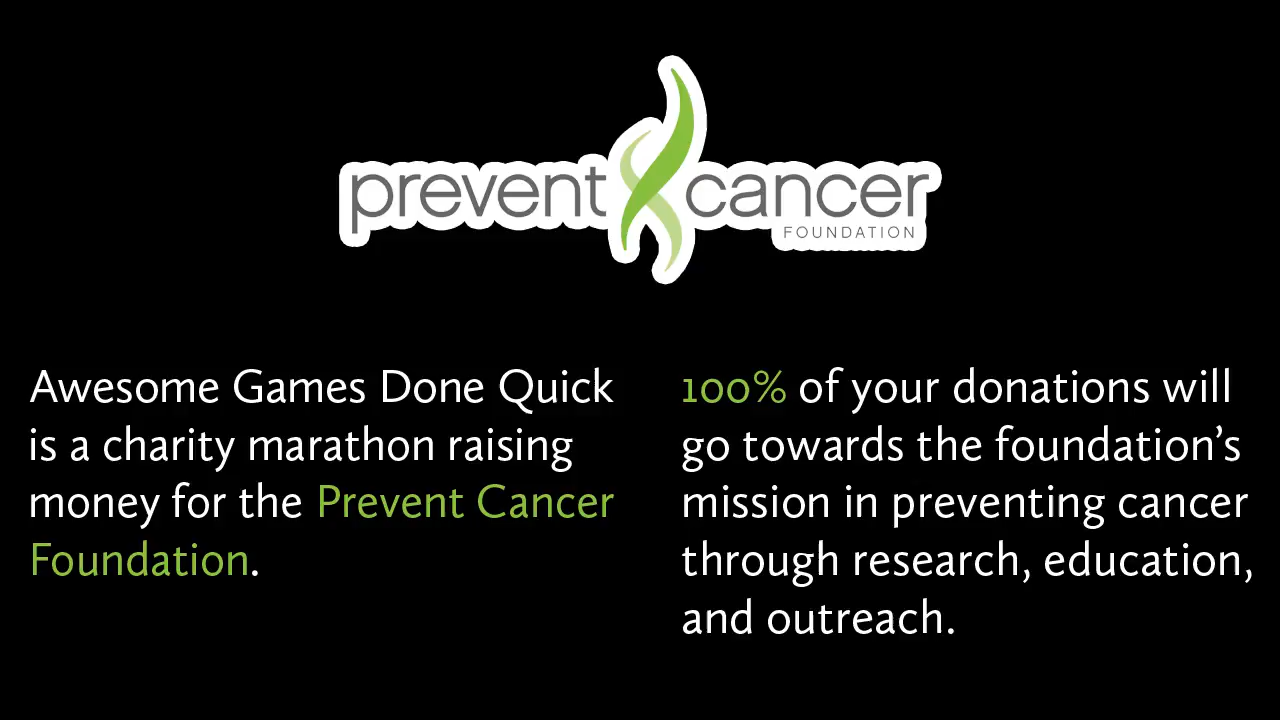 prevent cancer
FOUNDATION
Awesome Games Done Quick
is a charity marathon raising
money for the Prevent Cancer
Foundation.
100% of your donations will
go towards the foundation’s
mission in preventing cancer
through research, education,
and outreach.